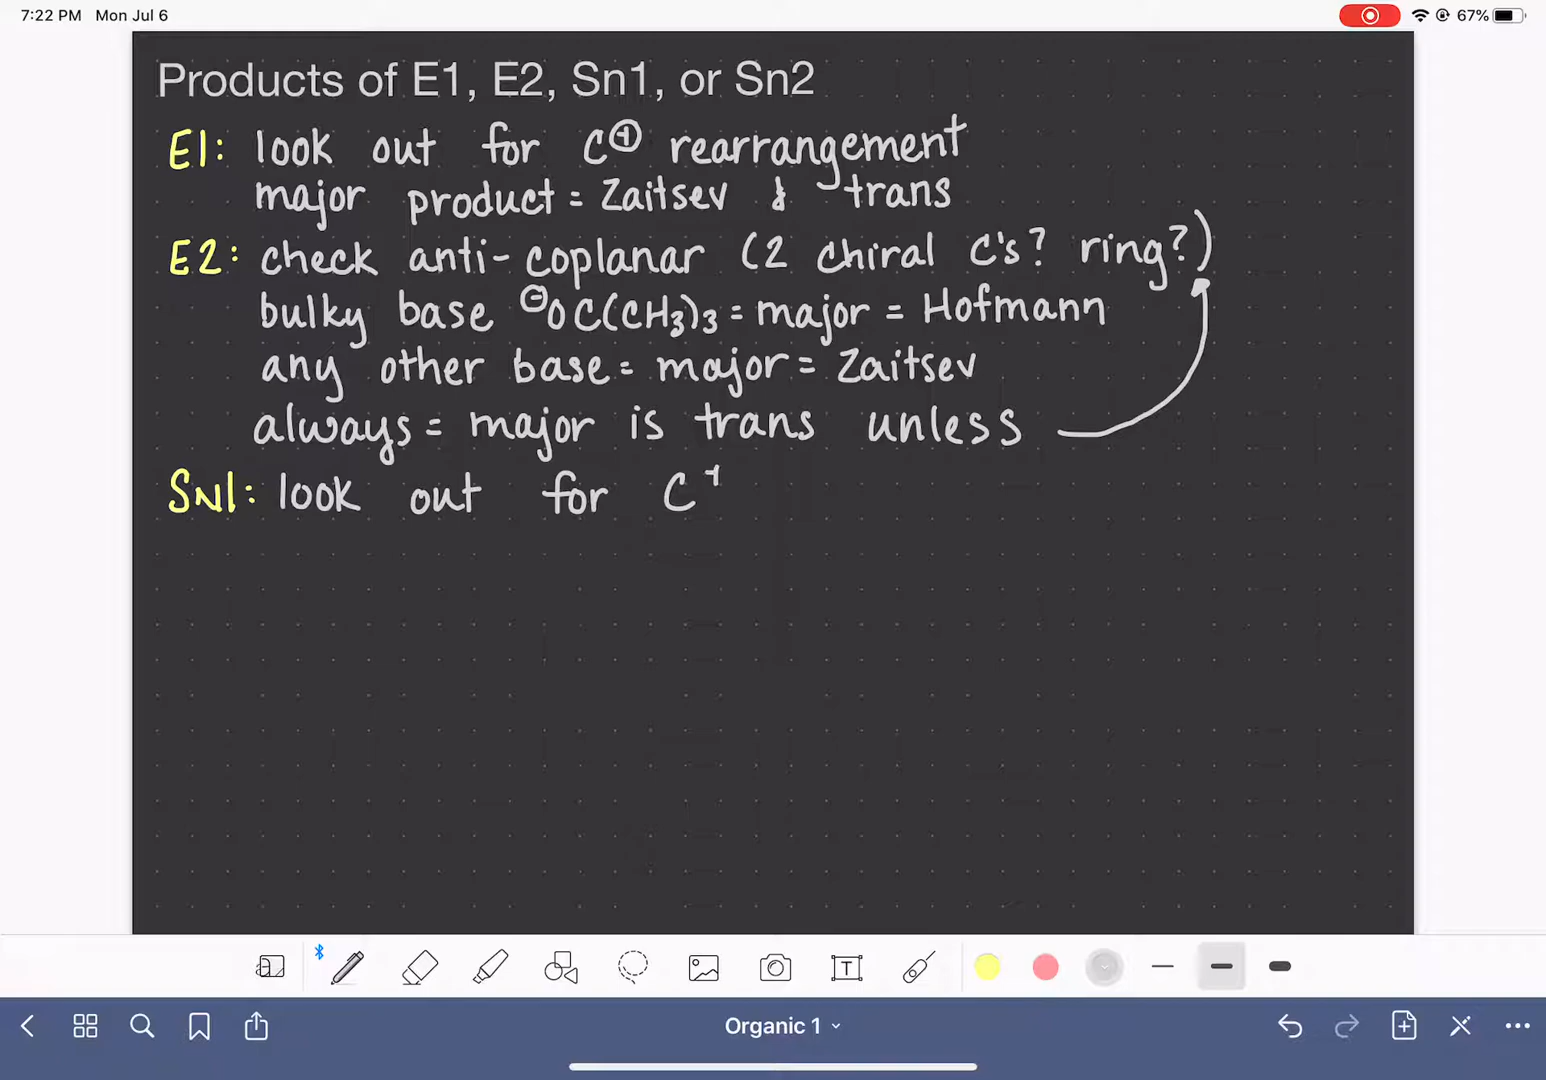 7:22 PM Mon Jul 6
67%
Products of E1, E2, Sn1, or Sn2
E1: look out for C⊕ rearrangement
major product = Zaitsev & trans
E2: check anti-coplanar (2 chiral C's? ring?)
bulky base ⊖OC(CH₃)₃ = major = Hofmann
any other base = major = Zaitsev
always = major is trans unless
SN1: look out for C⁺
T
Organic 1